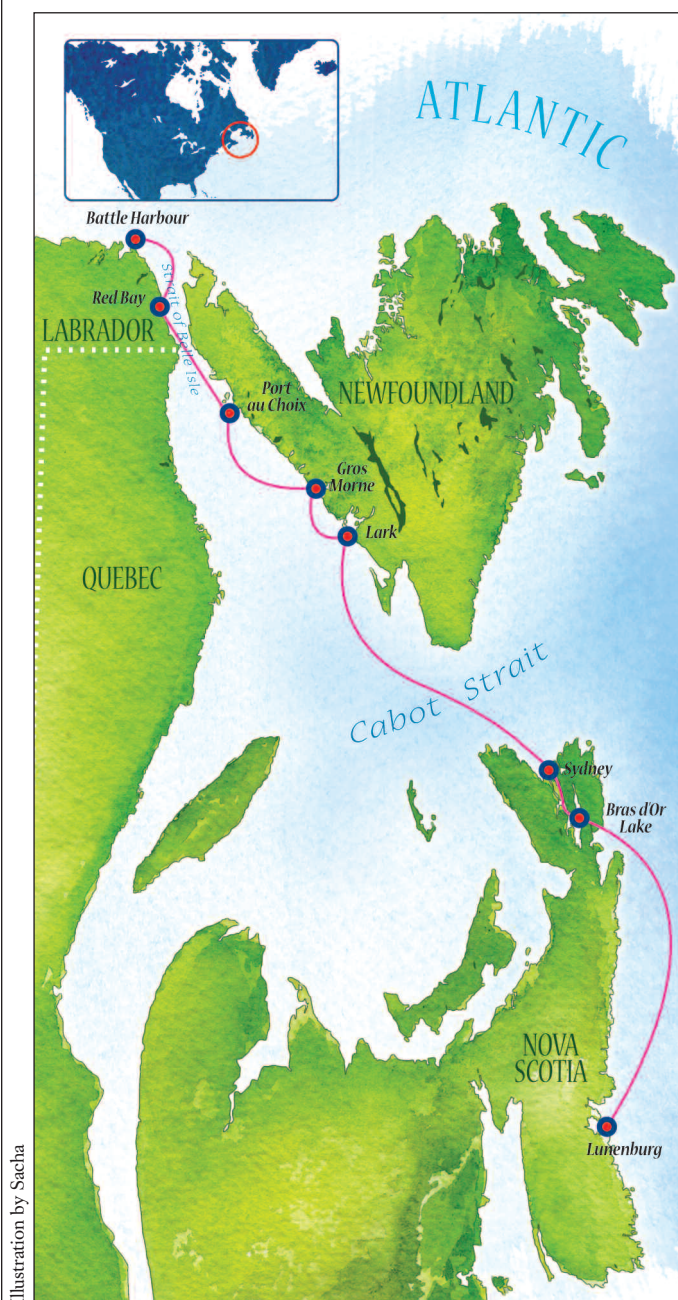 ATLANTIC
Battle Harbour
Strait of Belle Isle
Red Bay
LABRADOR
Port
au Choix
NEWFOUNDLAND
Gros
Morne
Lark
QUEBEC
Cabot Strait
Sydney
Bras d'Or
Lake
NOVA
SCOTIA
Lunenburg
Illustration by Sacha